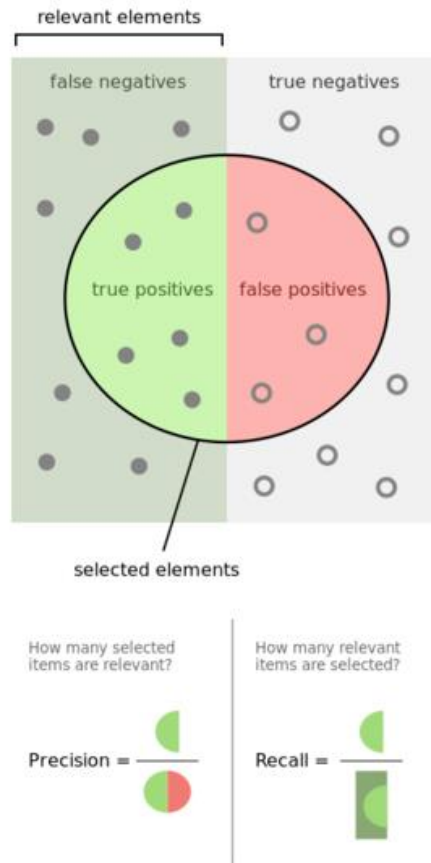 relevant elements
false negatives
true negatives
true positives
false positives
selected elements
How many selected
items are relevant?
How many relevant
items are selected?
Precision =
Recall =